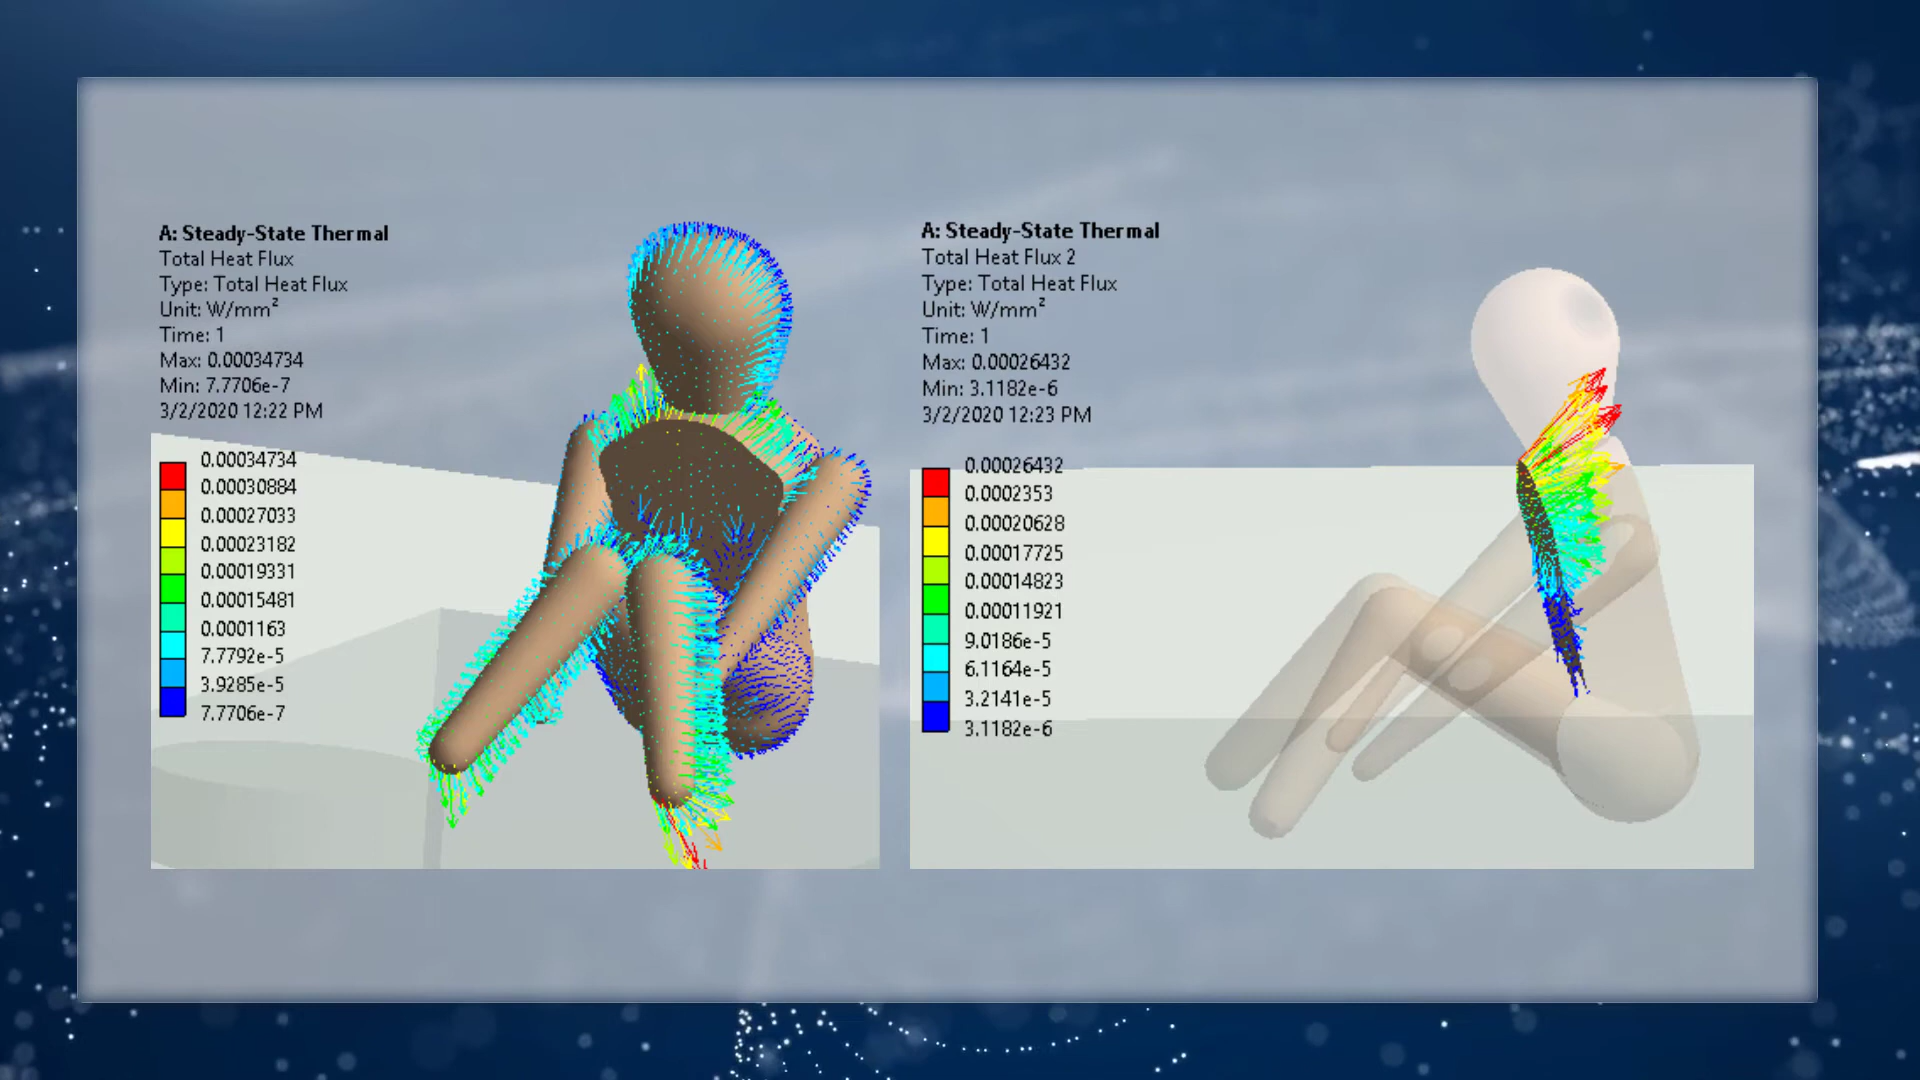 A: Steady-State Thermal
Total Heat Flux
Type: Total Heat Flux
Unit: W/mm²
Time: 1
Max: 0.00034734
Min: 7.7706e-7
3/2/2020 12:22 PM
0.00034734
0.00030884
0.00027033
0.00023182
0.00019331
0.00015481
0.0001163
7.7792e-5
3.9285e-5
7.7706e-7
A: Steady-State Thermal
Total Heat Flux 2
Type: Total Heat Flux
Unit: W/mm²
Time: 1
Max: 0.00026432
Min: 3.1182e-6
3/2/2020 12:23 PM
0.00026432
0.0002353
0.00020628
0.00017725
0.00014823
0.00011921
9.0186e-5
6.1164e-5
3.2141e-5
3.1182e-6